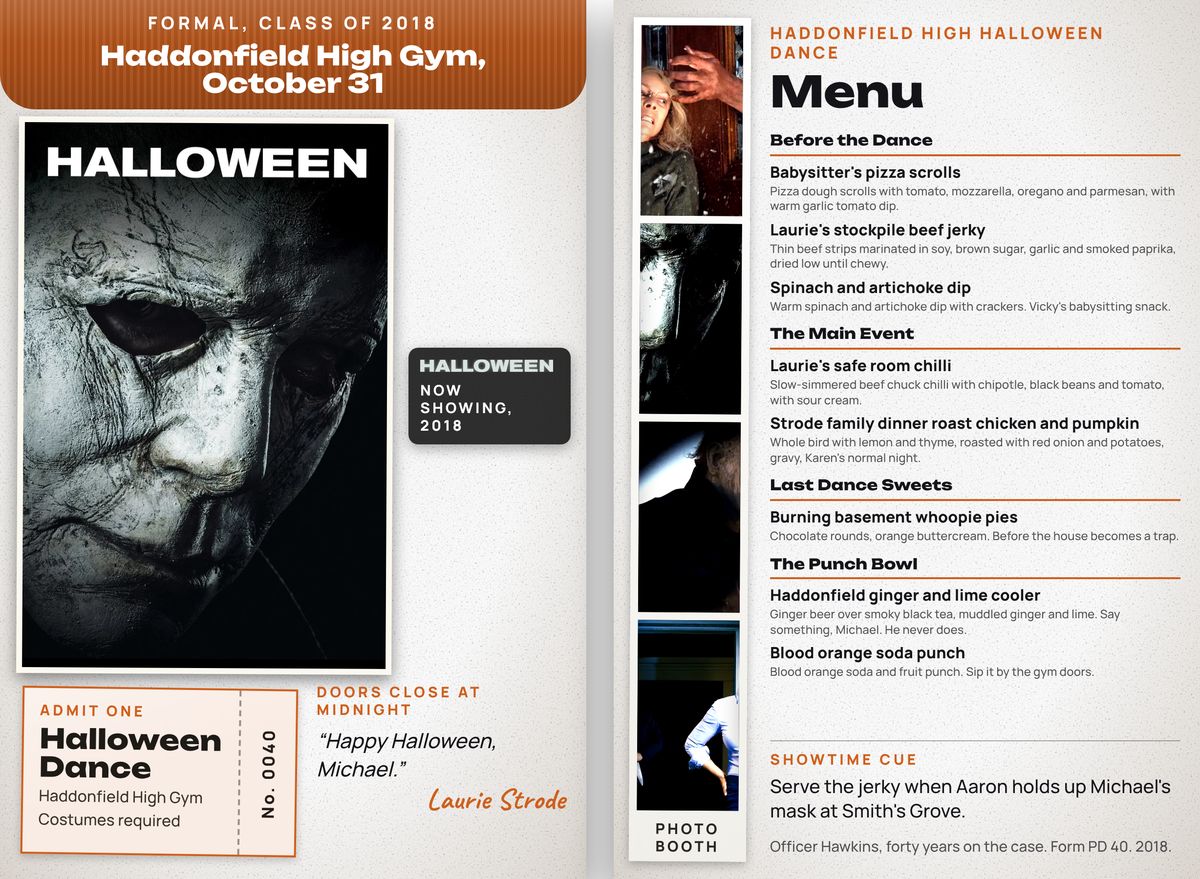 FORMAL, CLASS OF 2018
Haddonfield High Gym,
October 31
HALLOWEEN
HALLOWEEN
NOW
SHOWING,
2018
ADMIT ONE
Halloween
Dance
Haddonfield High Gym
Costumes required
No. 0040
DOORS CLOSE AT
MIDNIGHT
“Happy Halloween,
Michael.”
Laurie Strode
PHOTO
BOOTH
HADDONFIELD HIGH HALLOWEEN
DANCE
Menu
Before the Dance
Babysitter's pizza scrolls
Pizza dough scrolls with tomato, mozzarella, oregano and parmesan, with
warm garlic tomato dip.
Laurie's stockpile beef jerky
Thin beef strips marinated in soy, brown sugar, garlic and smoked paprika,
dried low until chewy.
Spinach and artichoke dip
Warm spinach and artichoke dip with crackers. Vicky's babysitting snack.
The Main Event
Laurie's safe room chilli
Slow-simmered beef chuck chilli with chipotle, black beans and tomato,
with sour cream.
Strode family dinner roast chicken and pumpkin
Whole bird with lemon and thyme, roasted with red onion and potatoes,
gravy, Karen's normal night.
Last Dance Sweets
Burning basement whoopie pies
Chocolate rounds, orange buttercream. Before the house becomes a trap.
The Punch Bowl
Haddonfield ginger and lime cooler
Ginger beer over smoky black tea, muddled ginger and lime. Say
something, Michael. He never does.
Blood orange soda punch
Blood orange soda and fruit punch. Sip it by the gym doors.
SHOWTIME CUE
Serve the jerky when Aaron holds up Michael's
mask at Smith's Grove.
Officer Hawkins, forty years on the case. Form PD 40. 2018.